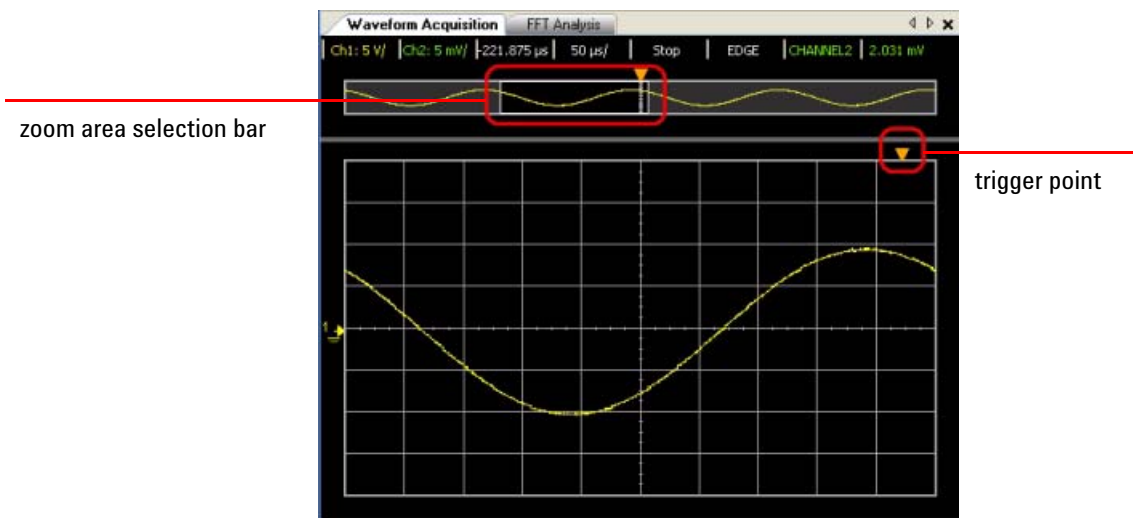 Waveform Acquisition FFT Analysis
Ch1: 5 V/ Ch2: 5 mV/ -221.875 µs 50 µs/ Stop EDGE CHANNEL2 2.031 mV
zoom area selection bar
trigger point
1